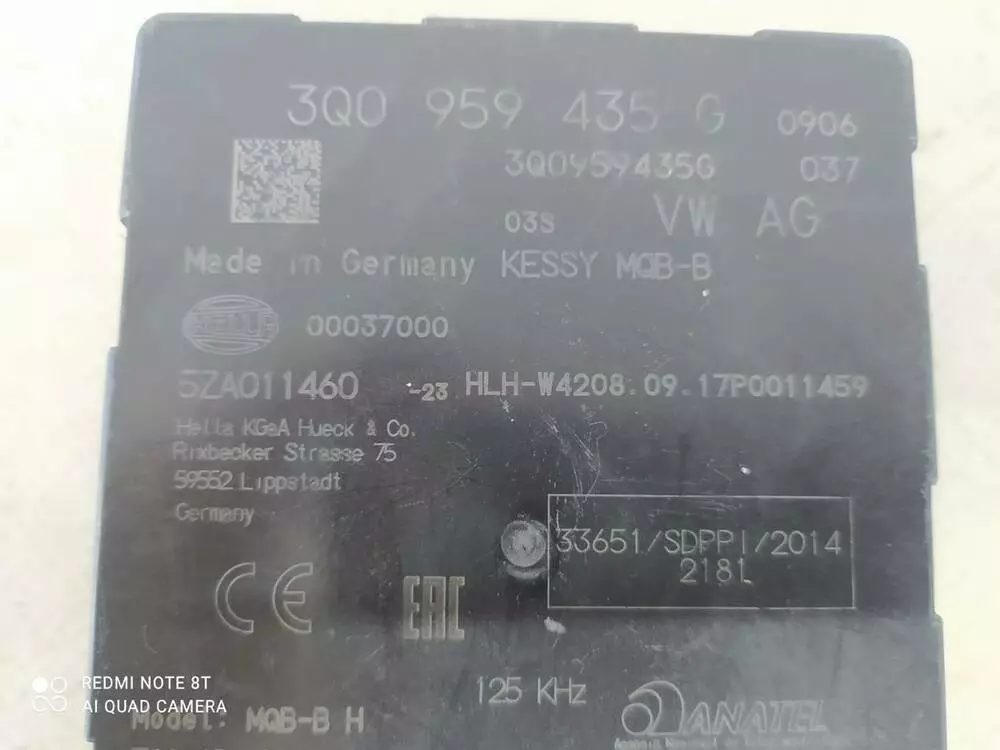 3Q0 959 435 G 0906
3Q0959435G 037
03S VW AG
Made in Germany KESSY MQB-B
HELLA 00037000
5ZA011460 -23 HLH-W4208.09.17P0011459
Hella KGaA Hueck & Co.
Rixbecker Strasse 75
59552 Lippstadt
Germany
33651/SDPPI/2014
2181
CE EAC
125 KHz ANATEL
Model: MQB-B H
REDMI NOTE 8T
AI QUAD CAMERA